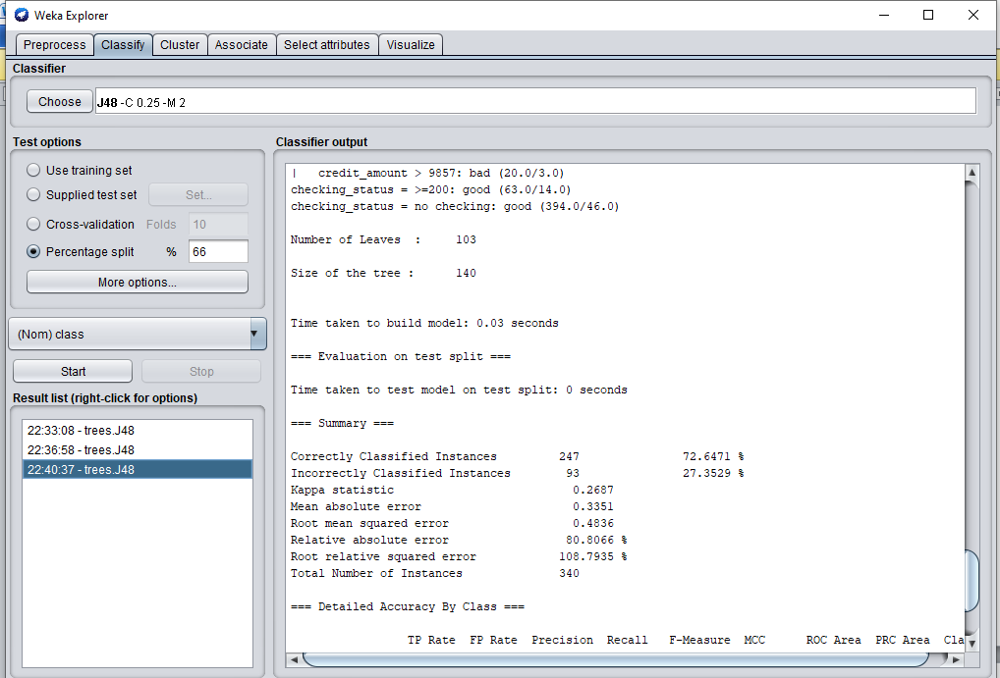 Weka Explorer
Preprocess Classify Cluster Associate Select attributes Visualize
Classifier
Choose J48 -C 0.25 -M 2
Test options
Use training set
Supplied test set Set...
Cross-validation Folds 10
Percentage split % 66
More options...
(Nom) class
Start Stop
Result list (right-click for options)
22:33:08 - trees.J48
22:36:58 - trees.J48
22:40:37 - trees.J48
Classifier output
| credit_amount > 9857: bad (20.0/3.0)
checking_status = >=200: good (63.0/14.0)
checking_status = no checking: good (394.0/46.0)
Number of Leaves : 103
Size of the tree : 140
Time taken to build model: 0.03 seconds
=== Evaluation on test split ===
Time taken to test model on test split: 0 seconds
=== Summary ===
Correctly Classified Instances 247 72.6471 %
Incorrectly Classified Instances 93 27.3529 %
Kappa statistic 0.2687
Mean absolute error 0.3351
Root mean squared error 0.4836
Relative absolute error 80.8066 %
Root relative squared error 108.7935 %
Total Number of Instances 340
=== Detailed Accuracy By Class ===
TP Rate FP Rate Precision Recall F-Measure MCC ROC Area PRC Area Cla